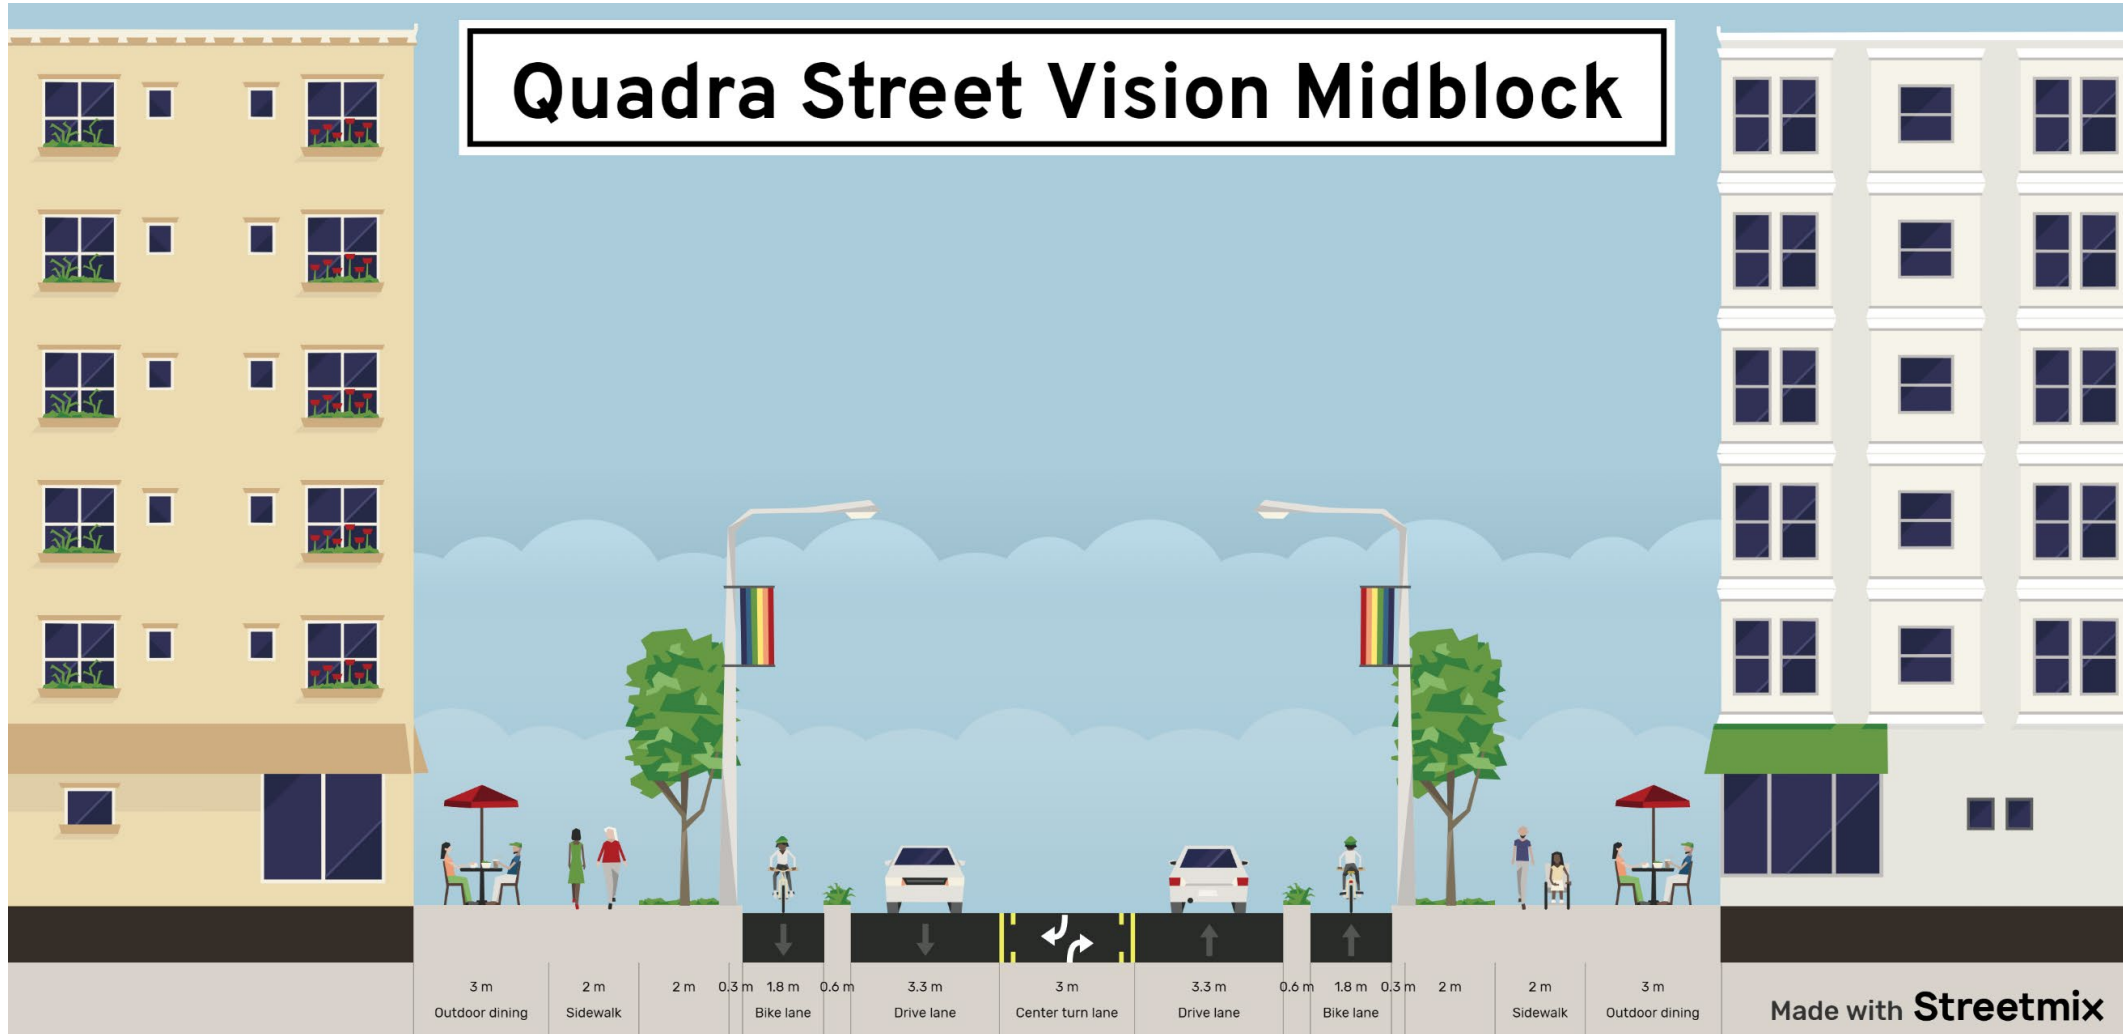 Quadra Street Vision Midblock
3 m 2 m 2 m 0.3 m 1.8 m 0.6 m 3.3 m 3 m 3.3 m 0.6 m 1.8 m 0.3 m 2 m 2 m 3 m
Outdoor dining Sidewalk Bike lane Drive lane Center turn lane Drive lane Bike lane Sidewalk Outdoor dining
Made with Streetmix